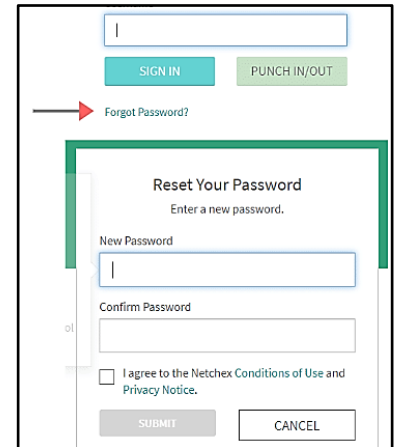 SIGN IN
PUNCH IN/OUT
Forgot Password?
Reset Your Password
Enter a new password.
New Password
Confirm Password
ol
I agree to the Netchex Conditions of Use and
Privacy Notice.
SUBMIT
CANCEL